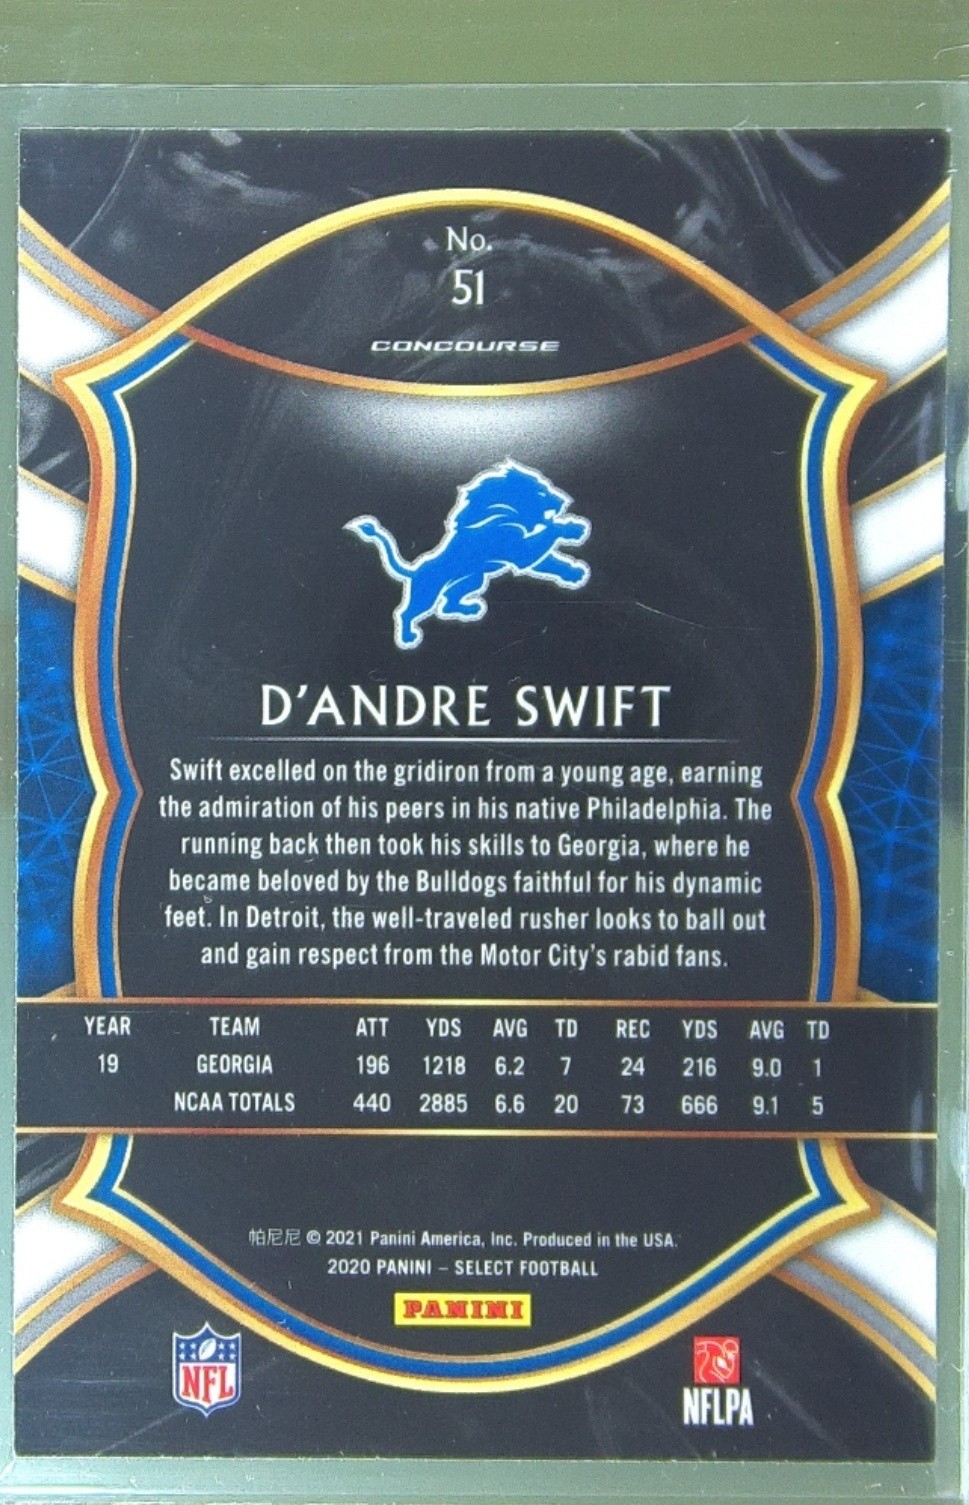 No.
51
CONCOURSE
D'ANDRE SWIFT
Swift excelled on the gridiron from a young age, earning
the admiration of his peers in his native Philadelphia. The
running back then took his skills to Georgia, where he
became beloved by the Bulldogs faithful for his dynamic
feet. In Detroit, the well-traveled rusher looks to ball out
and gain respect from the Motor City's rabid fans.
YEAR TEAM ATT YDS AVG TD REC YDS AVG TD
19 GEORGIA 196 1218 6.2 7 24 216 9.0 1
NCAA TOTALS 440 2885 6.6 20 73 666 9.1 5
帕尼尼 © 2021 Panini America, Inc. Produced in the USA.
2020 PANINI – SELECT FOOTBALL
PANINI
NFL
NFLPA